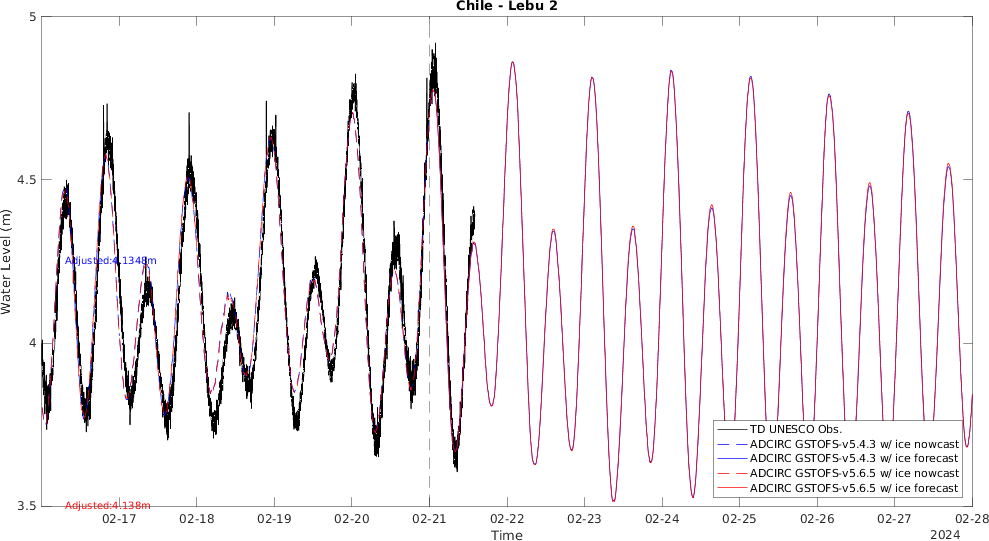 Chile - Lebu 2
5
4.5
4
3.5
Water Level (m)
Adjusted:4.1348m
Adjusted:4.138m
TD UNESCO Obs.
ADCIRC GSTOFS-v5.4.3 w/ ice nowcast
ADCIRC GSTOFS-v5.4.3 w/ ice forecast
ADCIRC GSTOFS-v5.6.5 w/ ice nowcast
ADCIRC GSTOFS-v5.6.5 w/ ice forecast
02-17 02-18 02-19 02-20 02-21 02-22 02-23 02-24 02-25 02-26 02-27 02-28
Time
2024